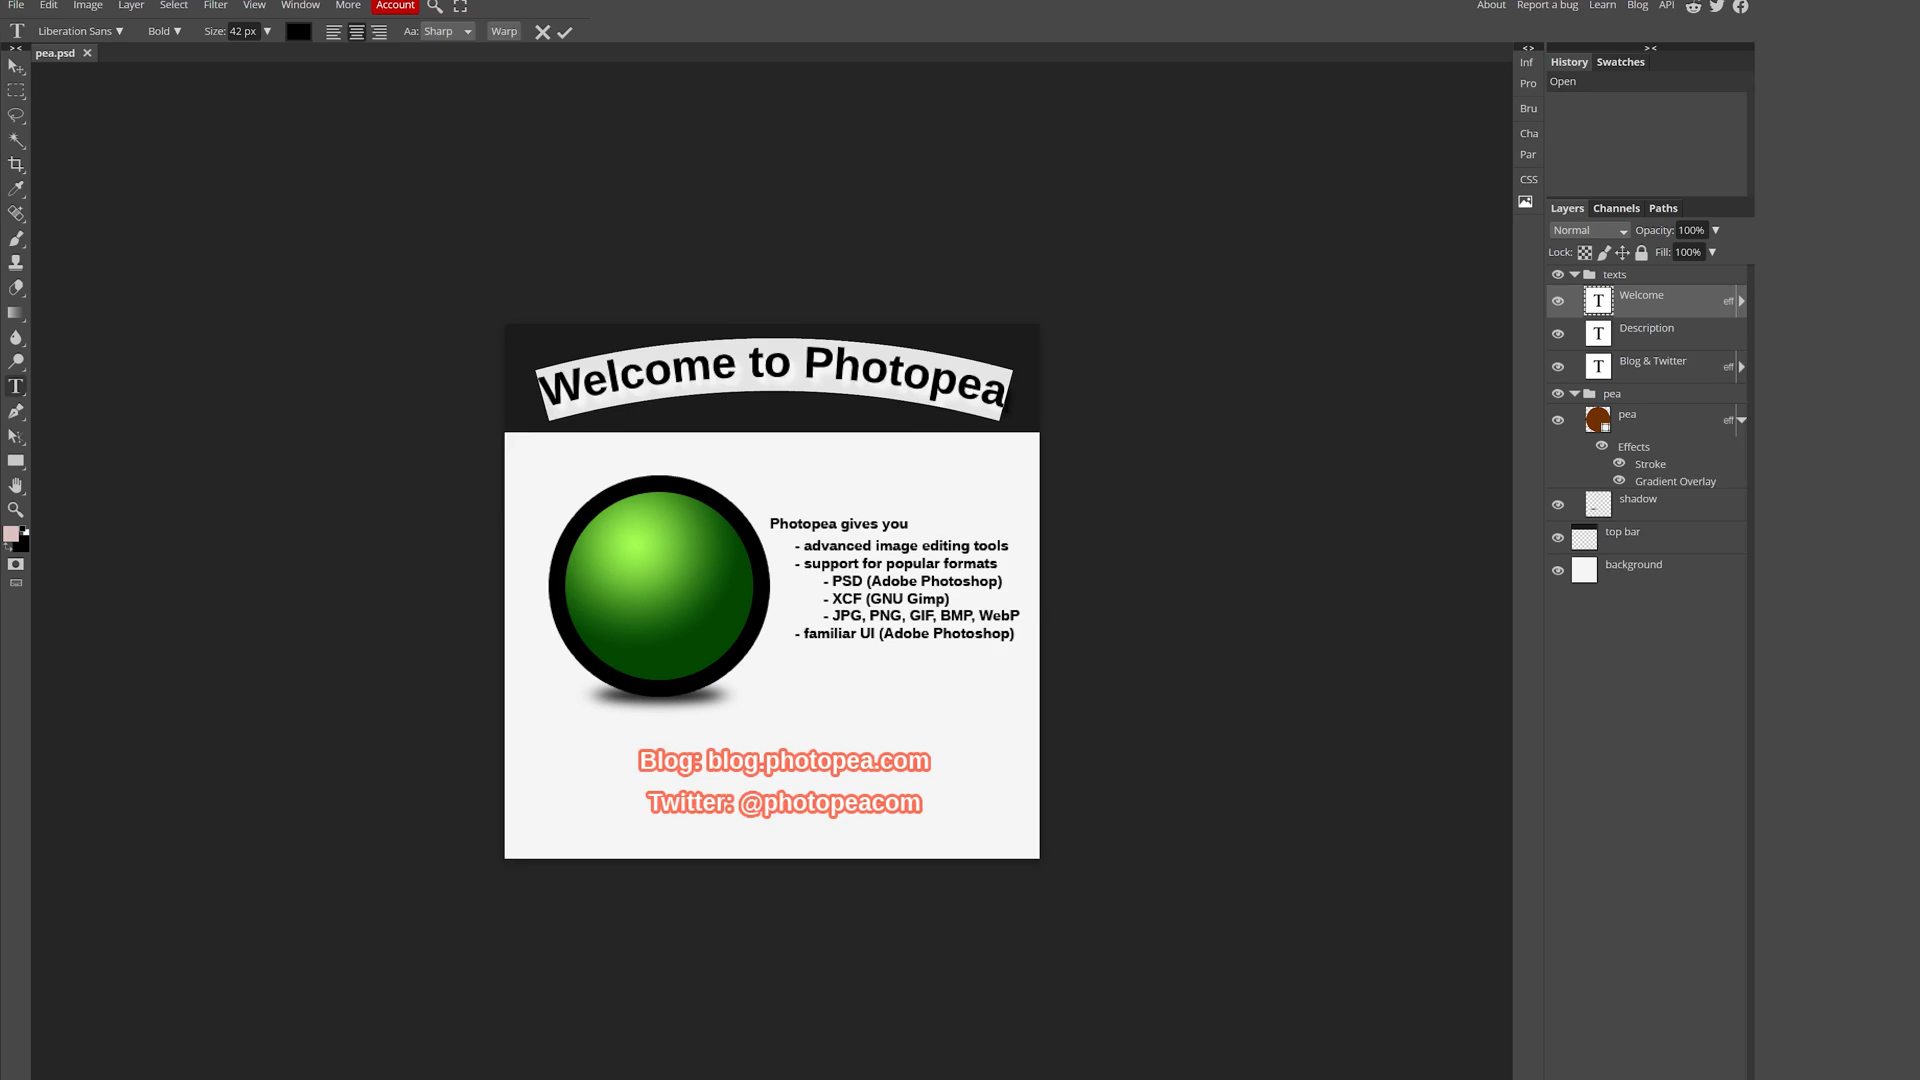 File Edit Image Layer Select Filter View Window More Account
About Report a bug Learn Blog API
Liberation Sans Bold Size: 42 px Aa: Sharp Warp
pea.psd
Inf
Pro
Bru
Cha
Par
CSS
History Swatches
Open
Layers Channels Paths
Normal Opacity: 100%
Lock: Fill: 100%
texts
Welcome eff
Description
Blog & Twitter eff
pea
pea eff
Effects
Stroke
Gradient Overlay
shadow
top bar
background
Welcome to Photopea
Photopea gives you
- advanced image editing tools
- support for popular formats
- PSD (Adobe Photoshop)
- XCF (GNU Gimp)
- JPG, PNG, GIF, BMP, WebP
- familiar UI (Adobe Photoshop)
Blog: blog.photopea.com
Twitter: @photopeacom